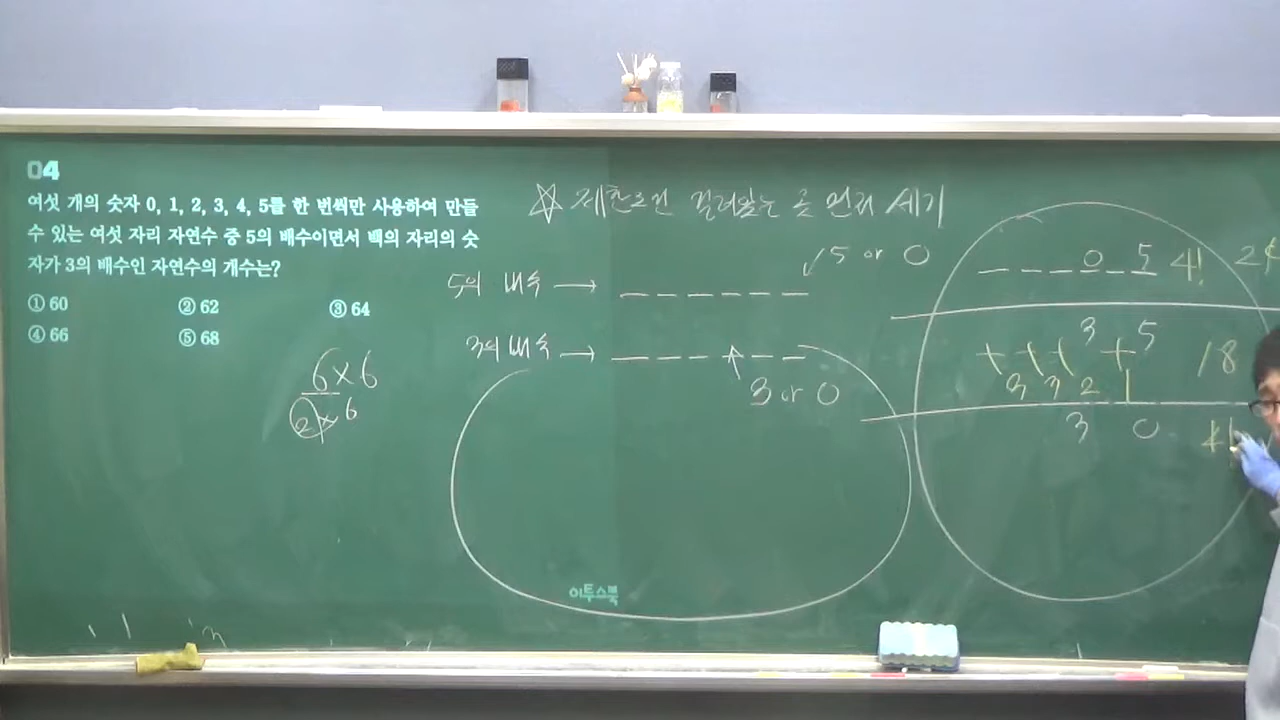 04
여섯 개의 숫자 0, 1, 2, 3, 4, 5를 한 번씩만 사용하여 만들
수 있는 여섯 자리 자연수 중 5의 배수이면서 백의 자리의 숫
자가 3의 배수인 자연수의 개수는?
① 60 ② 62 ③ 64
④ 66 ⑤ 68
6×6
2×6
제한조건 걸려있는 곳 먼저 세기
5의 배수 → 5 or 0
3의 배수 → 3 or 0
0 5 4!
3 5 18
3 3 2 1
3 0 4!
이투스북